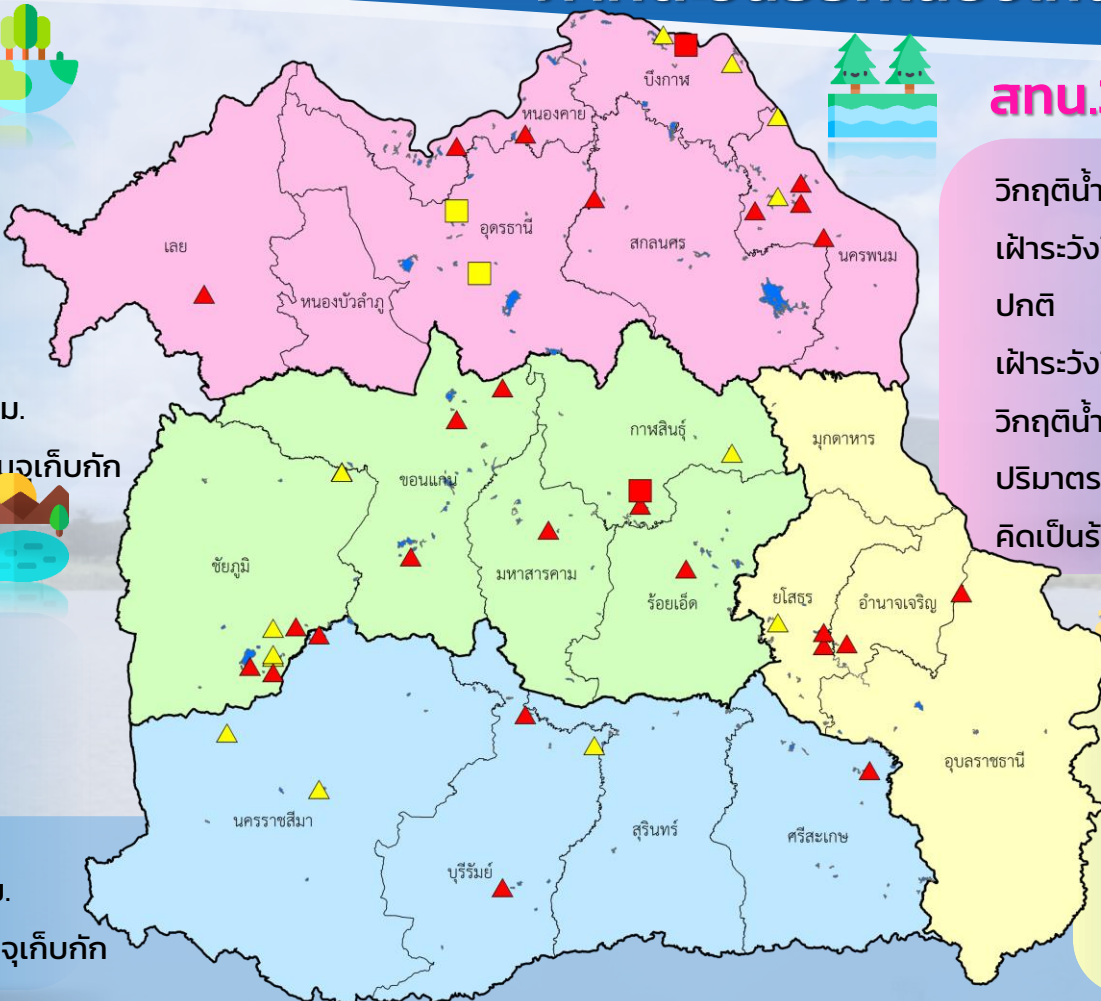 สทน.
บึงกาฬ
หนองคาย
วิกฤติน้ำ
เลย
อุดรธานี
สกลนคร
นครพนม
เฝ้าระวัง
หนองบัวลำภู
ปกติ
เฝ้าระวัง
ม.
กาฬสินธุ์
มุกดาหาร
วิกฤติน้ำ
จุเก็บกัก
ขอนแก่น
ปริมาตร
คิดเป็นร้
ชัยภูมิ
มหาสารคาม
ร้อยเอ็ด
ยโสธร
อำนาจเจริญ
อุบลราชธานี
นครราชสีมา
สุรินทร์
ศรีสะเกษ
บุรีรัมย์
จุเก็บกัก